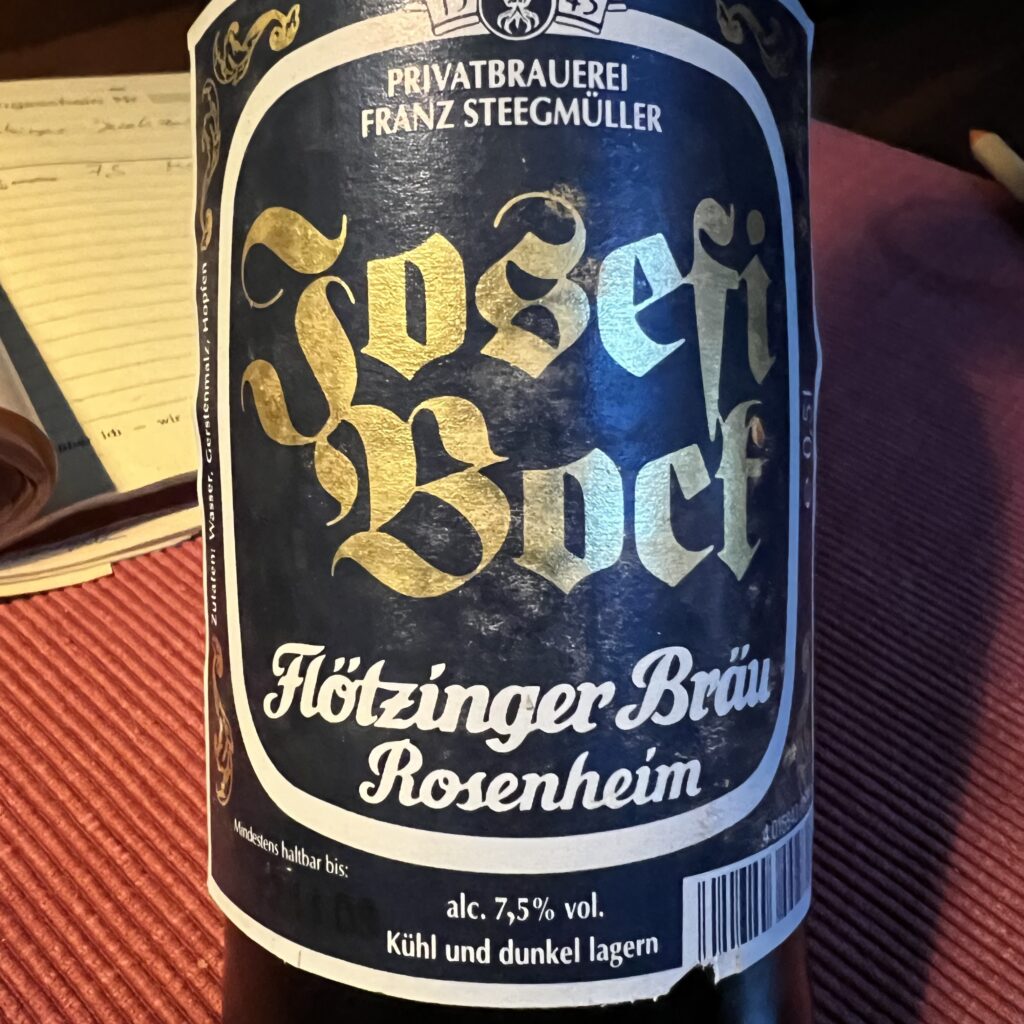 PRIVATBRAUEREI
FRANZ STEEGMÜLLER
Josefi
Bock
Flötzinger Bräu
Rosenheim
Zutaten: Wasser, Gerstenmalz, Hopfen
0,5l
Mindestens haltbar bis:
alc. 7,5% vol.
Kühl und dunkel lagern